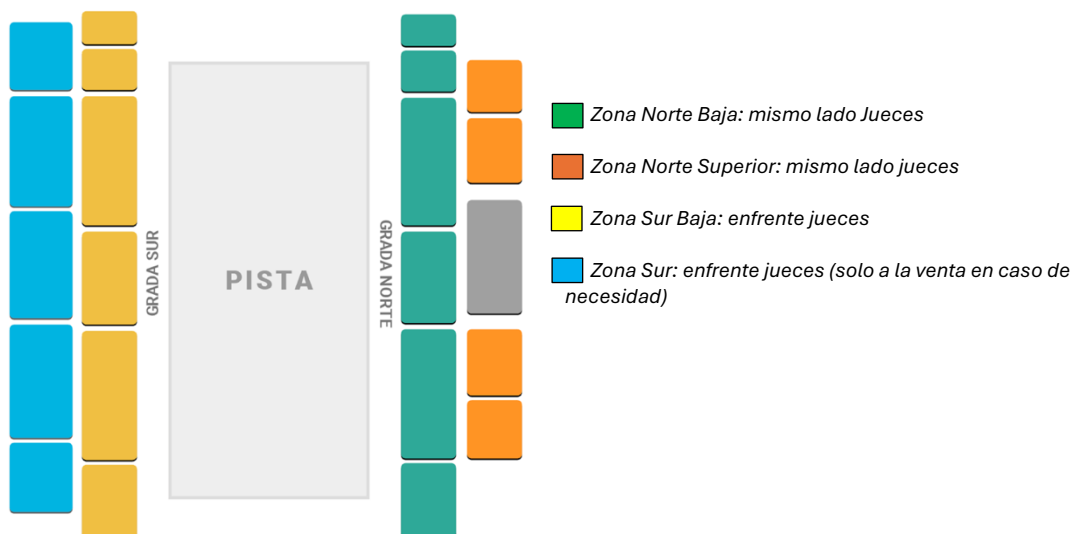 GRADA SUR
PISTA
GRADA NORTE
Zona Norte Baja: mismo lado Jueces
Zona Norte Superior: mismo lado jueces
Zona Sur Baja: enfrente jueces
Zona Sur: enfrente jueces (solo a la venta en caso de
necesidad)